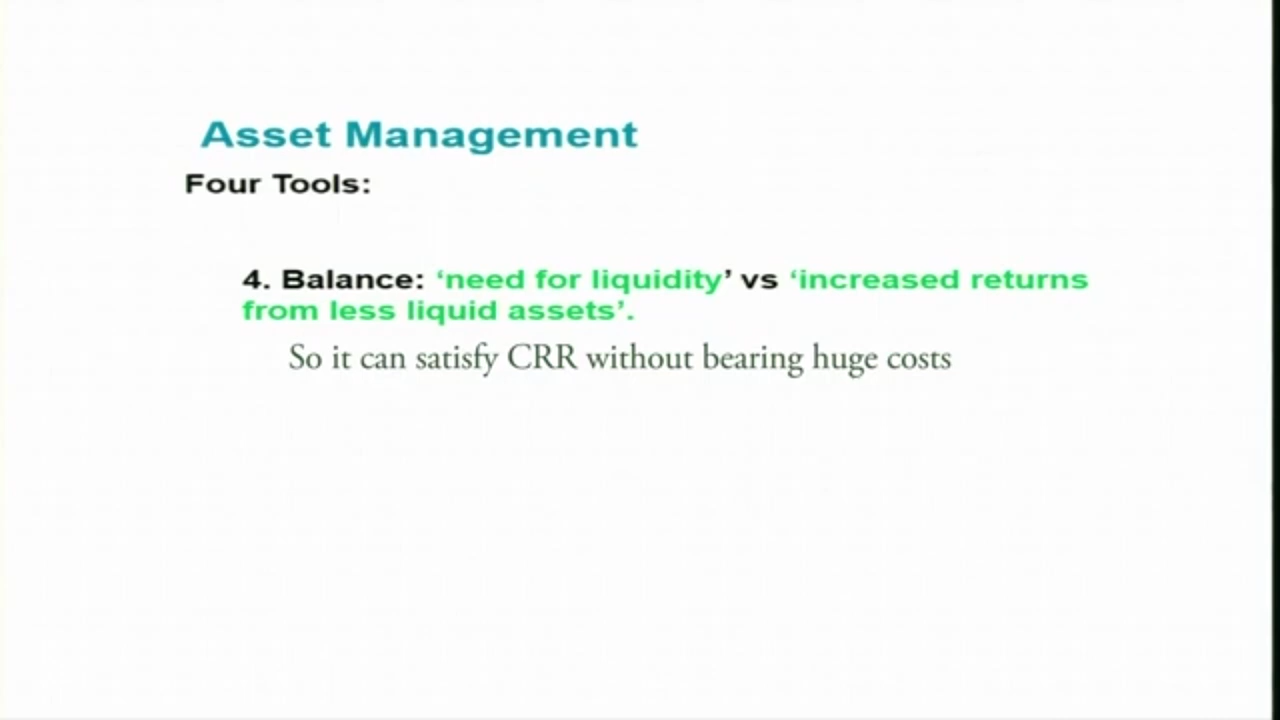 Asset Management
Four Tools:
4. Balance: ‘need for liquidity’ vs ‘increased returns
from less liquid assets’.
So it can satisfy CRR without bearing huge costs